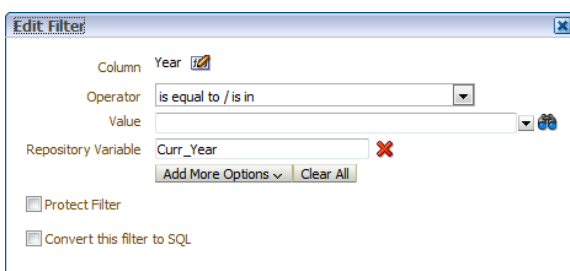 Edit Filter
Column Year
Operator is equal to / is in
Value
Repository Variable Curr_Year
Add More Options Clear All
Protect Filter
Convert this filter to SQL